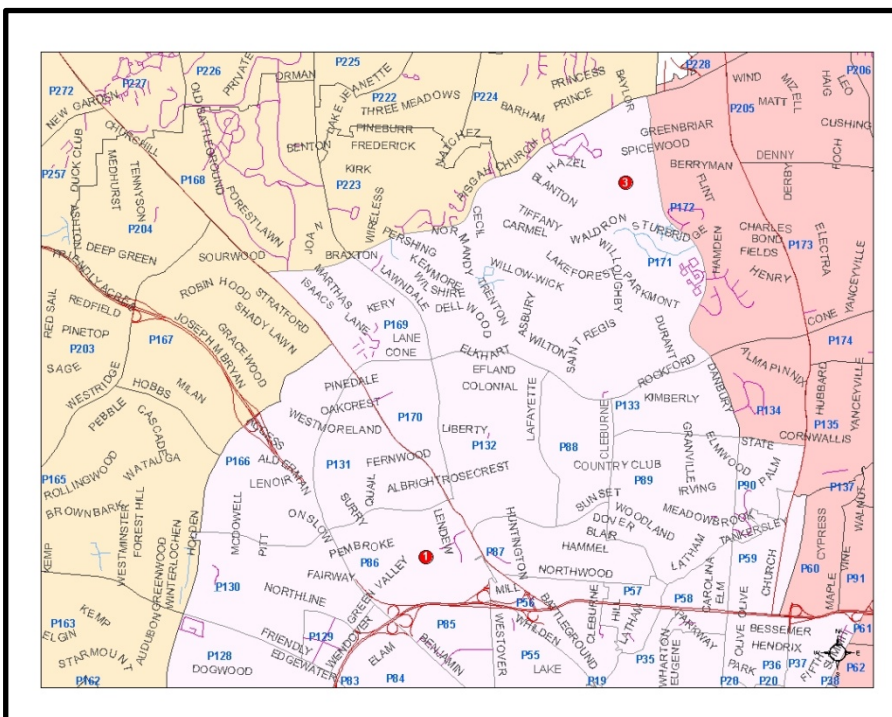 P228
P225
P226
P206
P272
P227
PRIVATE
ORMAN
LAKE JEANETTE
P222
THREE MEADOWS
P224
PRINCESS
PRINCE
BAYLOR
WIND
MATT
MIZELL
HAIG
LEO
P205
NEW GARDEN
OLD BATTLEGROUND
BARHAM
PINEBURR
GREENBRIAR
CUSHING
CHURCHILL
BENTON
FREDERICK
NATCHEZ
PISGAH CHURCH
SPICEWOOD
FOCH
DUCK CLUB
MEDHURST
TENNYSON
P257
P168
KIRK
P223
HAZEL
BERRYMAN
DENNY
DERBY
BLANTON
3
FLINT
FORESTLAWN
ASHTON
P204
JOAZ
WIRELESS
NOR
CECIL
TIFFANY
CARMEL
WALDRON
P172
STURBRIDGE
CHARLES
BOND
FIELDS
P173
ELECTRA
DEEP GREEN
SOURWOOD
BRAXTON
PERSHING
KENMORE
WILSHIRE
MANDY
WILLOUGHBY
P171
HAMDEN
HENRY
YANCEYVILLE
FRIENDLY ACRES
ROBIN HOOD
STRATFORD
MARTHAS
ISAACS
LAWNDALE
TRENTON
WILLOW-WICK
LAKEFOREST
PARKMONT
RED SAIL
REDFIELD
SHADY LAWN
KERY
DELLWOOD
ASBURY
PINETOP
P167
JOSEPH M BRYAN
GRACEWOOD
LANE
P169
LANE
CONE
WILTON
SAINT REGIS
DURANT
CONE
P203
SAGE
ELKHART
EFLAND
COLONIAL
ROCKFORD
DANBURY
ALMA PINNIX
P174
WESTRIDGE
HOBBS
MILAN
PINEDALE
OAKCREST
LAFAYETTE
CLEBURNE
P133
KIMBERLY
P134
HUBBARD
YANCEYVILLE
PEBBLE
CASCADE
WESTMORELAND
P170
LIBERTY
P132
P88
GRANVILLE
ELMWOOD
P135
CORNWALLIS
STATE
P165
ROLLINGWOOD
WATAUGA
P166
ALDERMAN
LENOIR
P131
FERNWOOD
QUAIL
ALBRIGHT
ROSECREST
COUNTRY CLUB
P89
IRVING
P90
PALM
P137
BROWNBARK
WESTMINSTER
FOREST HILL
HOLDEN
MCDOWELL
PITT
ONSLOW
SURRY
LENDEW
HUNTINGTON
SUNSET
DOVER
BLAIR
WOODLAND
MEADOWBROOK
TANKERSLEY
CYPRESS
WALNUT
KEMP
AUDUBON
GREENWOOD
WINTERLOCHEN
PEMBROKE
P86
1
P87
HAMMEL
LATHAM
CAROLINA
ELM
P59
CHURCH
P60
MAPLE
VINE
P91
P130
FAIRWAY
GREEN VALLEY
NORTHWOOD
P57
P163
KEMP
ELGIN
NORTHLINE
MILL
P56
BATTLEGROUND
CLEBURNE
HILL
LATHAM
P58
PARKWAY
OLIVE
OLIVE
BESSEMER
HENDRIX
P61
STARMOUNT
FRIENDLY
P129
WENDOVER
P85
WHILDEN
SUMMIT
P128
EDGEWATER
ELAM
BENJAMIN
WESTOVER
P55
P35
WHARTON
EUGENE
P36
P37
FIFTH
P62
DOGWOOD
LAKE
PARK
P162
P83
P84
P19
P28
P20
P38